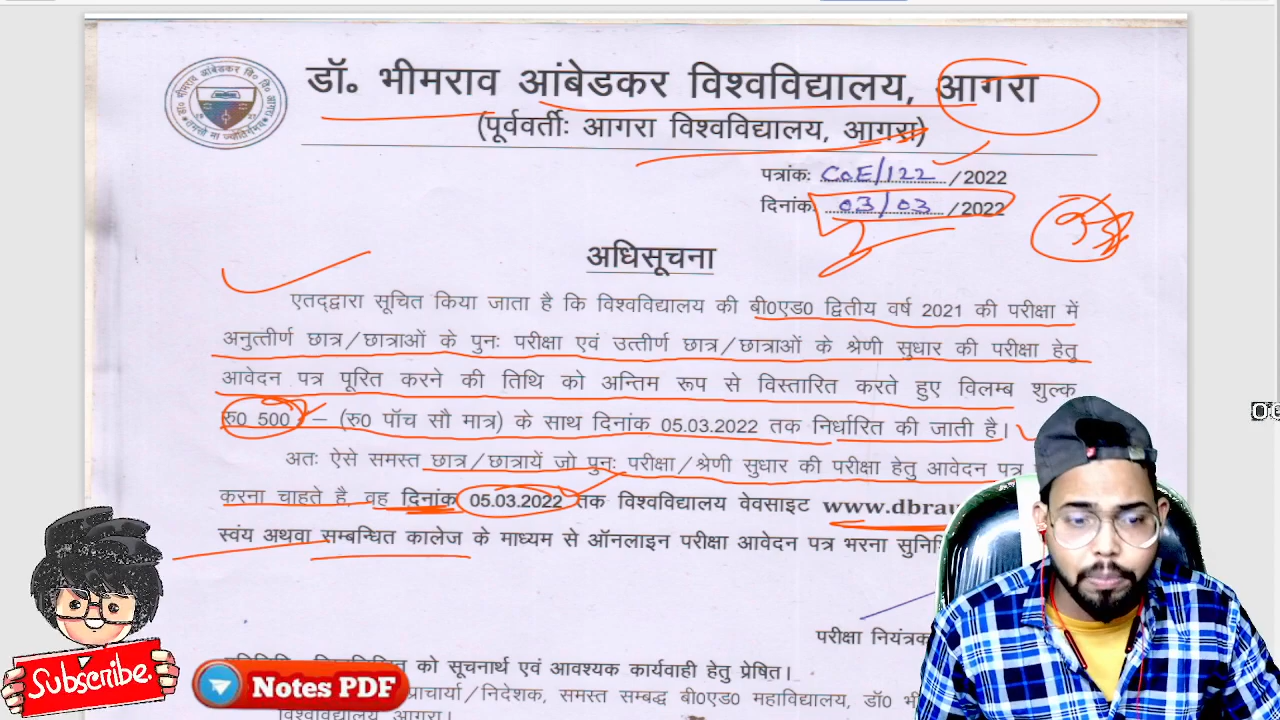 डॉ० भीमराव आंबेडकर विश्वविद्यालय, आगरा
(पूर्ववर्तीः आगरा विश्वविद्यालय, आगरा)
पत्रांकः CoE/122 /2022
दिनांकः 03/03 /2022
अधिसूचना
एतद्द्वारा सूचित किया जाता है कि विश्वविद्यालय की बी0एड0 द्वितीय वर्ष 2021 की परीक्षा में
अनुत्तीर्ण छात्र/छात्राओं के पुनः परीक्षा एवं उत्तीर्ण छात्र/छात्राओं के श्रेणी सुधार की परीक्षा हेतु
आवेदन पत्र पूरित करने की तिथि को अन्तिम रूप से विस्तारित करते हुए विलम्ब शुल्क
रु0 500 – (रु0 पॉच सौ मात्र) के साथ दिनांक 05.03.2022 तक निर्धारित की जाती है।
अतः ऐसे समस्त छात्र/छात्रायें जो पुनः परीक्षा/श्रेणी सुधार की परीक्षा हेतु आवेदन पत्र
करना चाहते है, वह दिनांक 05.03.2022 तक विश्वविद्यालय वेवसाइट www.dbrau
स्वंय अथवा सम्बन्धित कालेज के माध्यम से ऑनलाइन परीक्षा आवेदन पत्र भरना
परीक्षा नियंत्रक
को सूचनार्थ एवं आवश्यक कार्यवाही हेतु प्रेषित।
प्राचार्या/निदेशक, समस्त सम्बद्ध बी0एड0 महाविद्यालय, डॉ0
विश्वविद्यालय, आगरा।
Subscribe.
Notes PDF